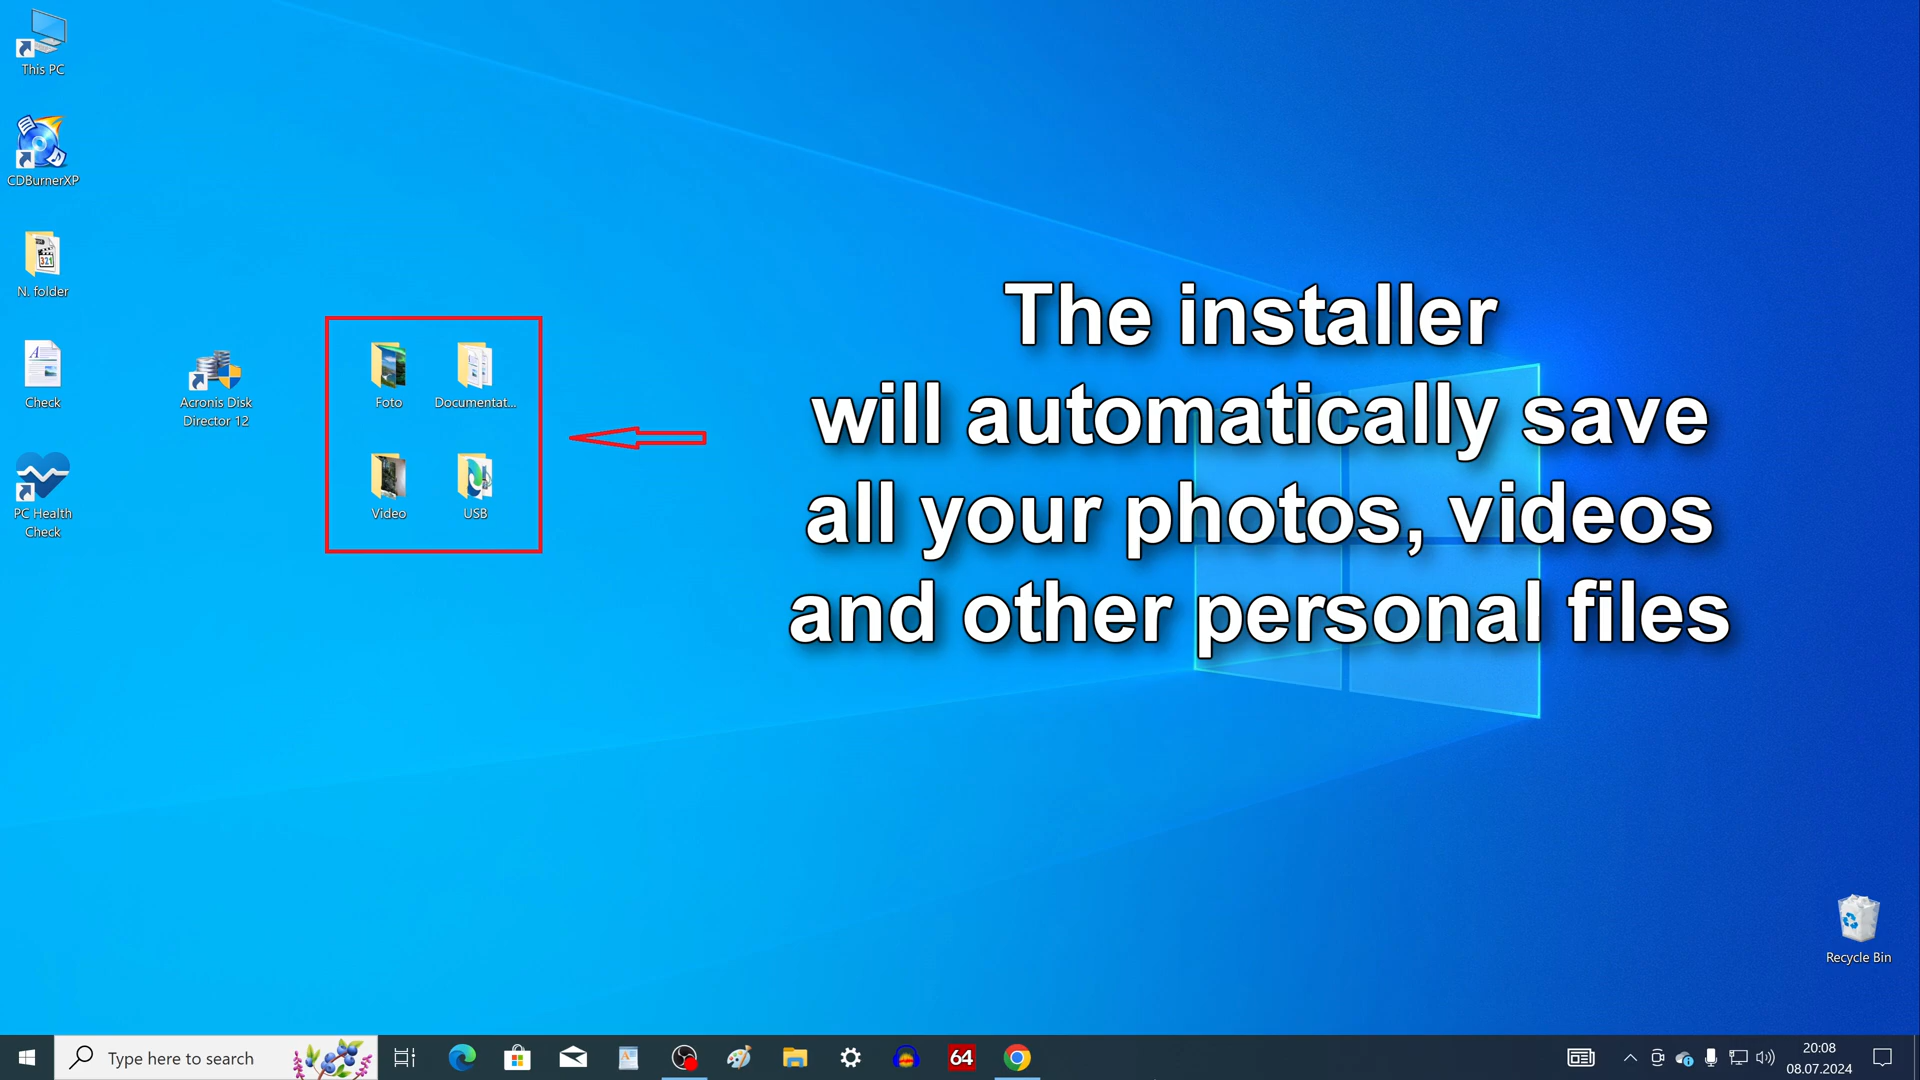 This PC
CDBurnerXP
N. folder
Check
PC Health
Check
Acronis Disk
Director 12
Foto
Documentat...
Video
USB
The installer
will automatically save
all your photos, videos
and other personal files
Recycle Bin
Type here to search
64
20:08
08.07.2024